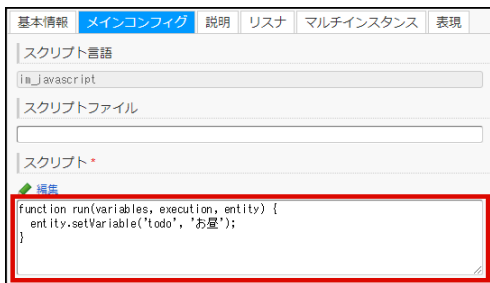 基本情報 メインコンフィグ 説明 リスナ マルチインスタンス 表現
スクリプト言語
im_javascript
スクリプトファイル
スクリプト *
編集
function run(variables, execution, entity) {
  entity.setVariable('todo', 'お昼');
}